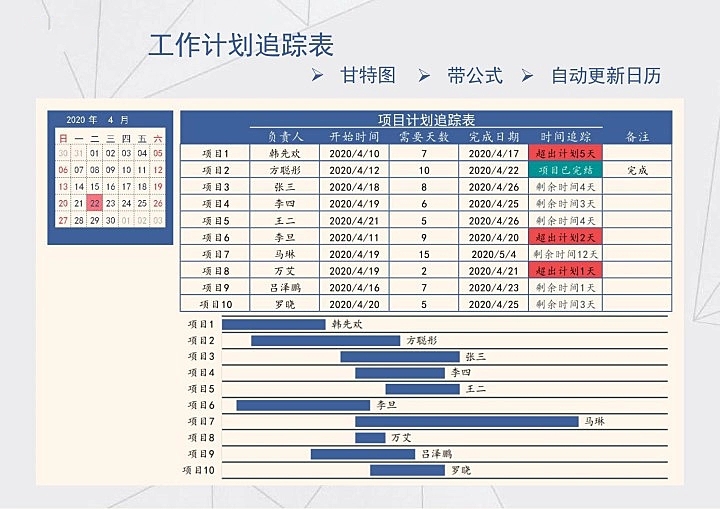 工作计划追踪表
➢ 甘特图 ➢ 带公式 ➢ 自动更新日历
2020 年 4 月
日 一 二 三 四 五 六
30 31 01 02 03 04 05
06 07 08 09 10 11 12
13 14 15 16 17 18 19
20 21 22 23 24 25 26
27 28 29 30 01 02 03
项目计划追踪表
负责人 开始时间 需要天数 完成日期 时间追踪 备注
项目1 韩先欢 2020/4/10 7 2020/4/17 超出计划5天
项目2 方聪彤 2020/4/12 10 2020/4/22 项目已完结 完成
项目3 张三 2020/4/18 8 2020/4/26 剩余时间4天
项目4 李四 2020/4/19 6 2020/4/25 剩余时间3天
项目5 王二 2020/4/21 5 2020/4/26 剩余时间4天
项目6 李旦 2020/4/11 9 2020/4/20 超出计划2天
项目7 马琳 2020/4/19 15 2020/5/4 剩余时间12天
项目8 万艾 2020/4/19 2 2020/4/21 超出计划1天
项目9 吕泽鹏 2020/4/16 7 2020/4/23 剩余时间1天
项目10 罗晓 2020/4/20 5 2020/4/25 剩余时间3天
项目1 韩先欢
项目2 方聪彤
项目3 张三
项目4 李四
项目5 王二
项目6 李旦
项目7 马琳
项目8 万艾
项目9 吕泽鹏
项目10 罗晓